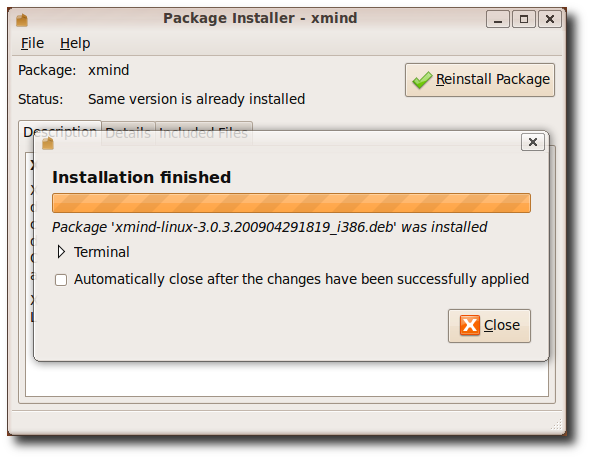 Package Installer - xmind
File Help
Package: xmind
Reinstall Package
Status: Same version is already installed
Description Details Included Files
Installation finished
Package 'xmind-linux-3.0.3.200904291819_i386.deb' was installed
Terminal
Automatically close after the changes have been successfully applied
Close